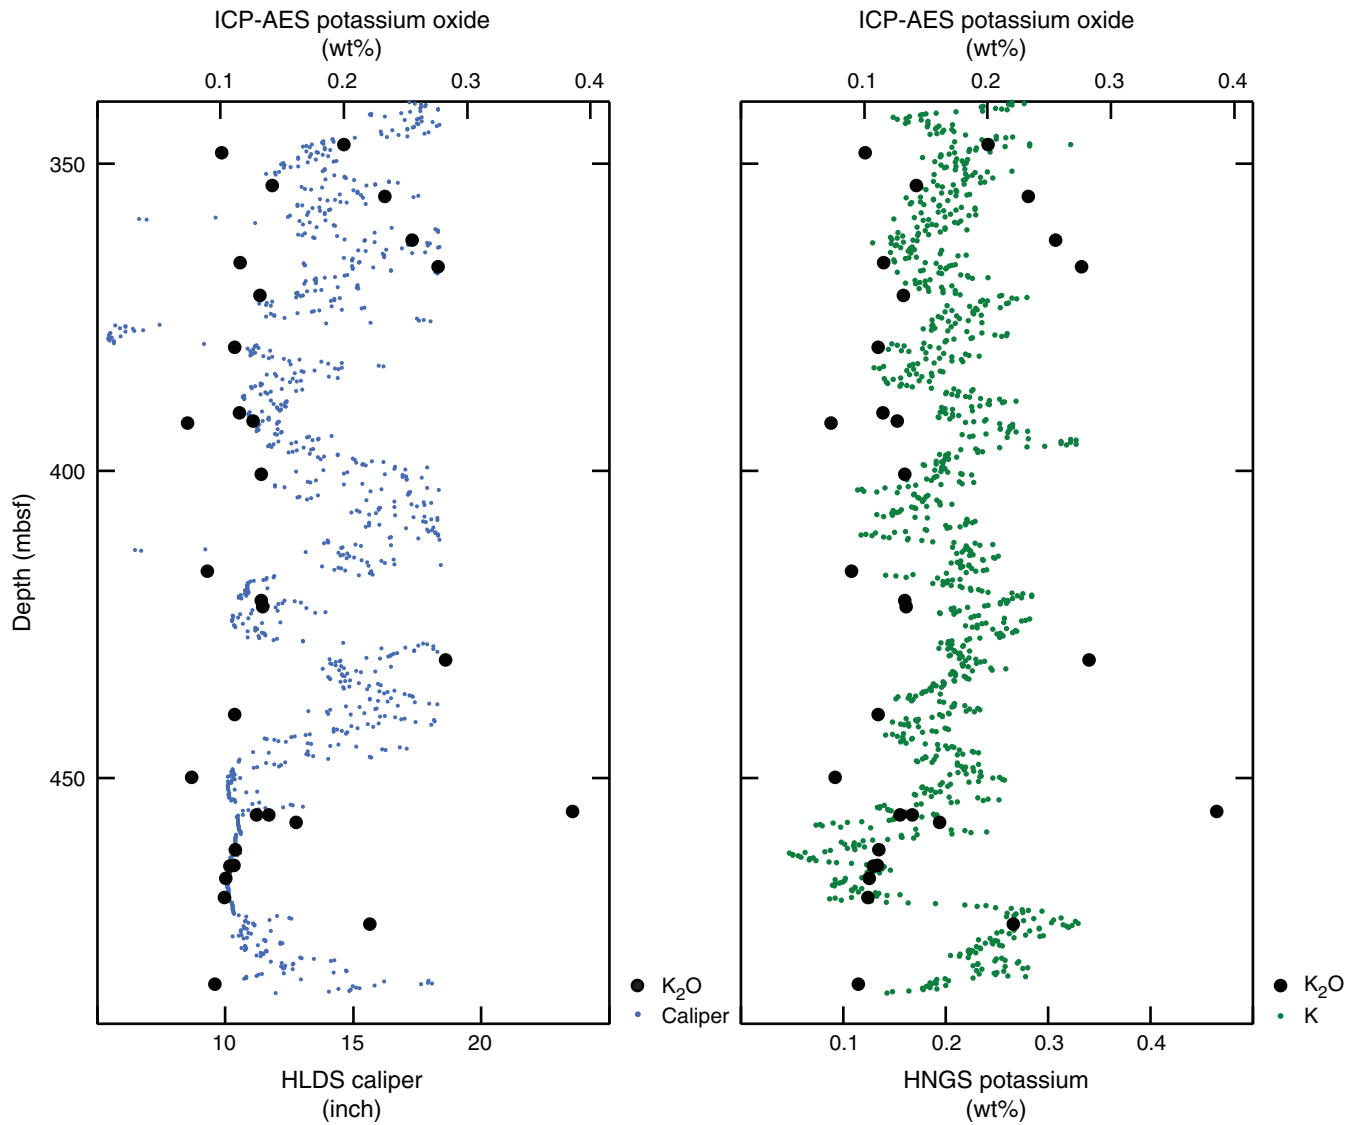 ICP-AES potassium oxide
(wt%)
0.1 0.2 0.3 0.4
ICP-AES potassium oxide
(wt%)
0.1 0.2 0.3 0.4
Depth (mbsf)
350
400
450
10 15 20
HLDS caliper
(inch)
K₂O
Caliper
0.1 0.2 0.3 0.4
HNGS potassium
(wt%)
K₂O
K